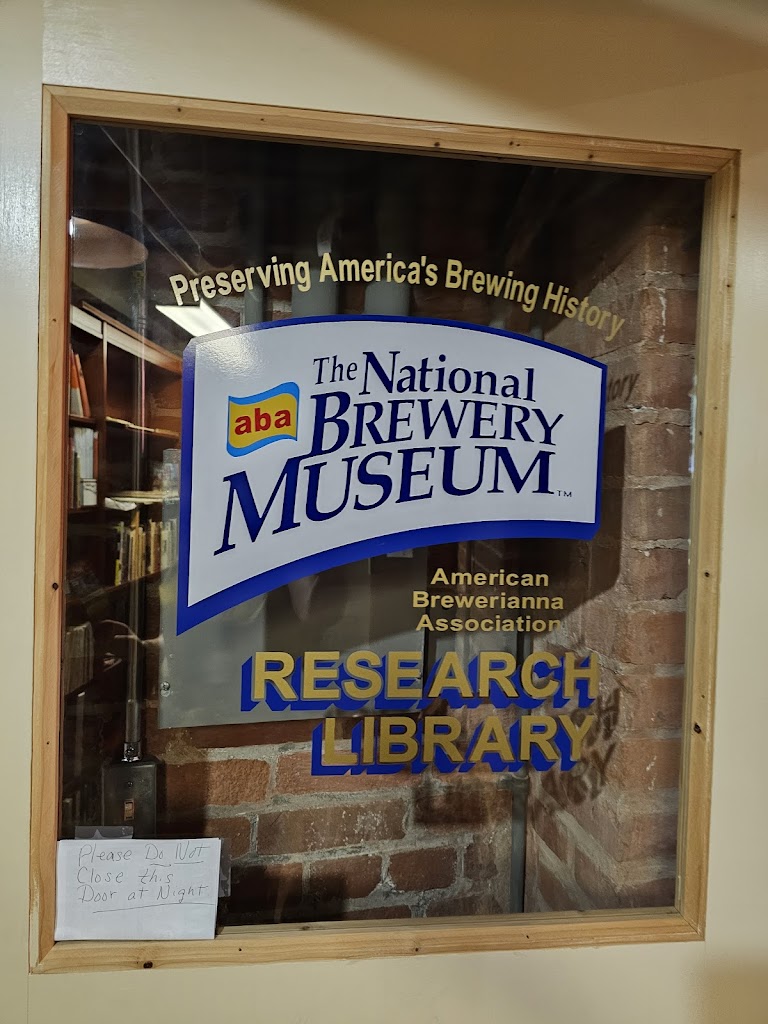 Preserving America's Brewing History
The National
aba
BREWERY
MUSEUM TM
American
Brewerianna
Association
RESEARCH
LIBRARY
Please Do Not
Close this
Door at Night